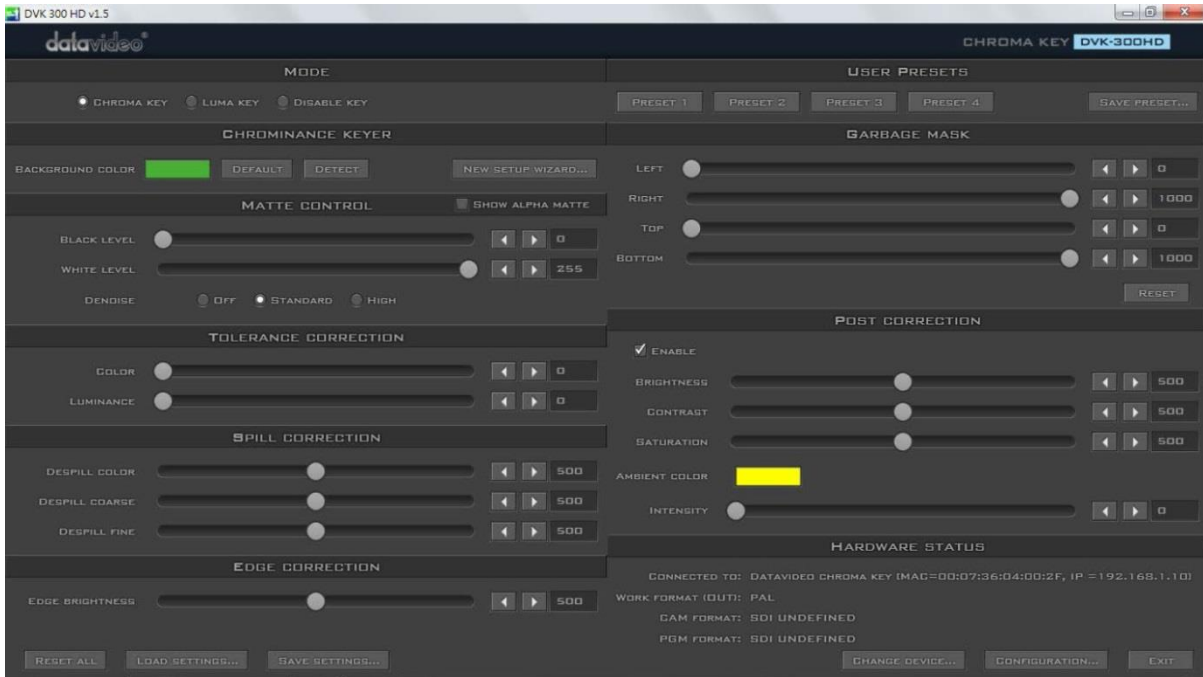 DVK 300 HD v1.5
datavideo®
CHROMA KEY DVK-300HD
MODE
CHROMA KEY LUMA KEY DISABLE KEY
CHROMINANCE KEYER
BACKGROUND COLOR DEFAULT DETECT NEW SETUP WIZARD...
MATTE CONTROL SHOW ALPHA MATTE
BLACK LEVEL 0
WHITE LEVEL 255
DENOISE OFF STANDARD HIGH
TOLERANCE CORRECTION
COLOR 0
LUMINANCE 0
SPILL CORRECTION
DESPILL COLOR 500
DESPILL COARSE 500
DESPILL FINE 500
EDGE CORRECTION
EDGE BRIGHTNESS 500
RESET ALL LOAD SETTINGS... SAVE SETTINGS...
USER PRESETS
PRESET 1 PRESET 2 PRESET 3 PRESET 4 SAVE PRESET...
GARBAGE MASK
LEFT 0
RIGHT 1000
TOP 0
BOTTOM 1000
RESET
POST CORRECTION
ENABLE
BRIGHTNESS 500
CONTRAST 500
SATURATION 500
AMBIENT COLOR
INTENSITY 0
HARDWARE STATUS
CONNECTED TO: DATAVIDEO CHROMA KEY (MAC=00:07:36:04:00:2F, IP =192.168.1.10)
WORK FORMAT (OUT): PAL
CAM FORMAT: SDI UNDEFINED
PGM FORMAT: SDI UNDEFINED
CHANGE DEVICE... CONFIGURATION... EXIT